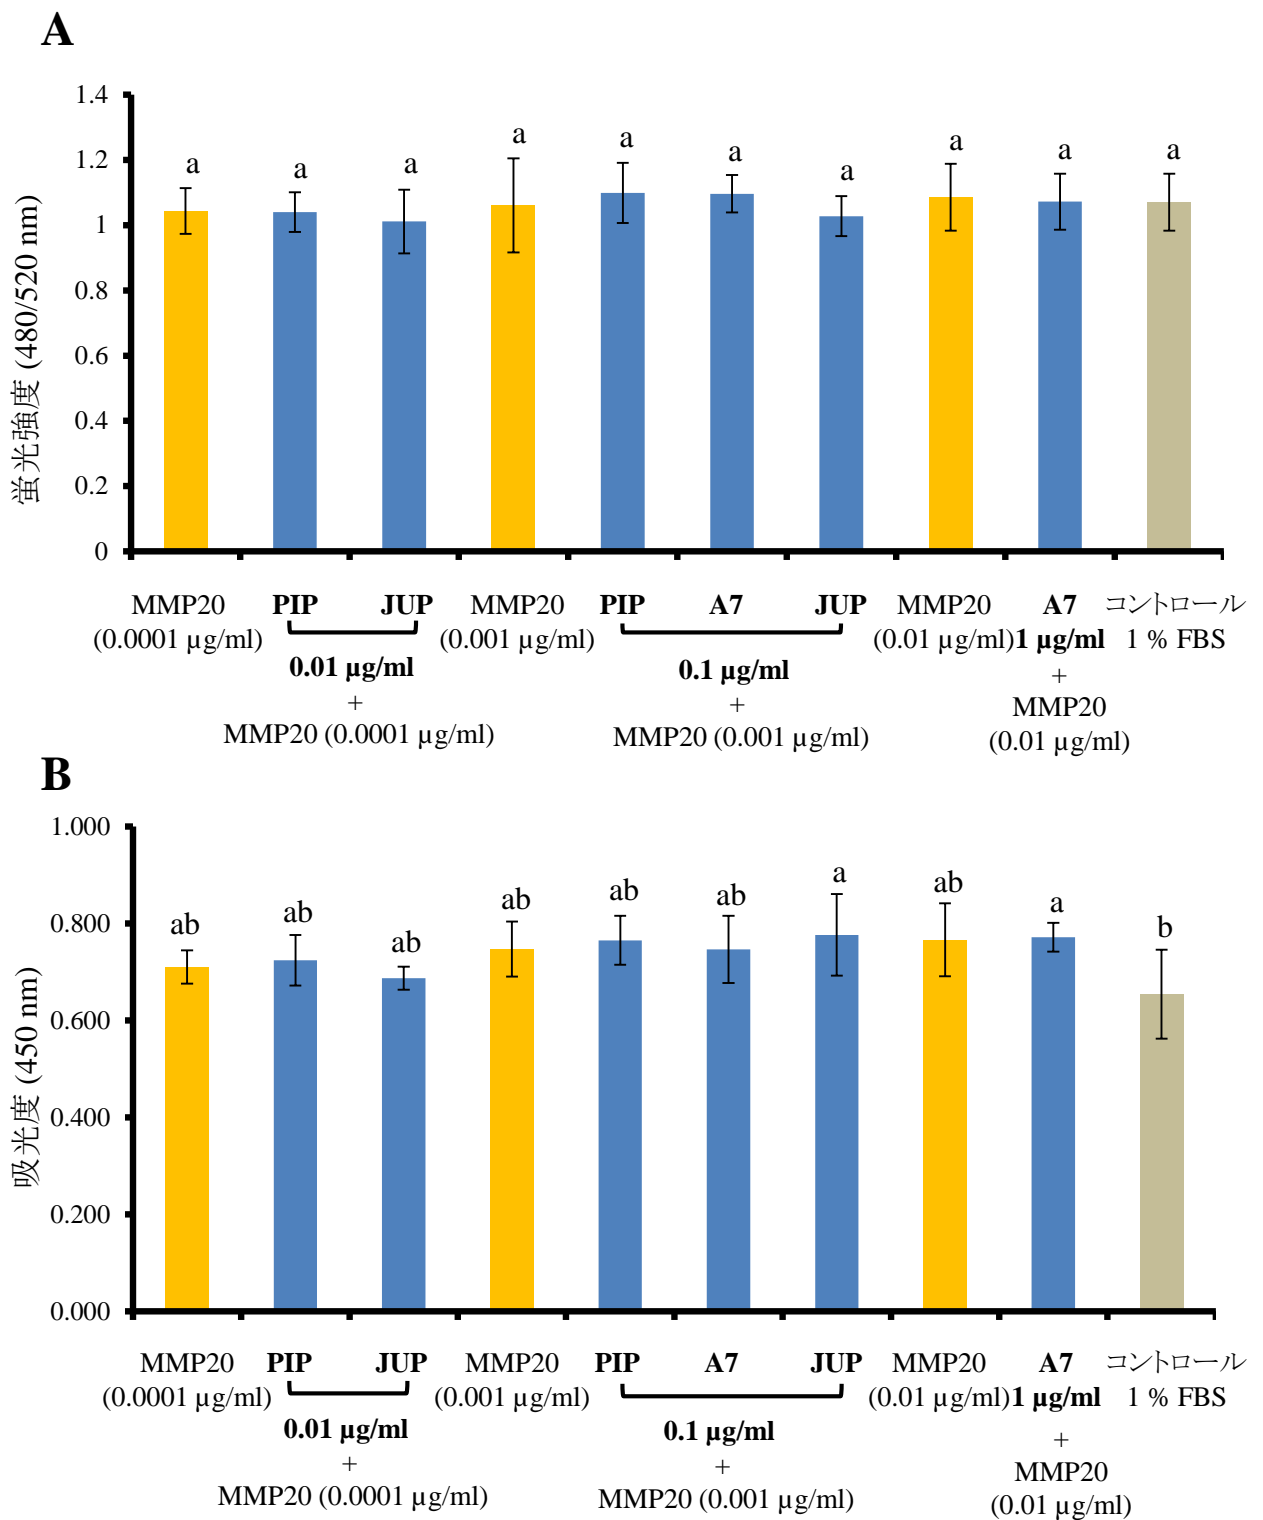 A
蛍光強度 (480/520 nm)
1.4
1.2
1
0.8
0.6
0.4
0.2
0
a a a a a a a a a a
MMP20 PIP JUP MMP20 PIP A7 JUP MMP20 A7 コントロール
(0.0001 µg/ml) (0.001 µg/ml) (0.01 µg/ml) 1 µg/ml 1 % FBS
0.01 µg/ml 0.1 µg/ml +
+ + MMP20
MMP20 (0.0001 µg/ml) MMP20 (0.001 µg/ml) (0.01 µg/ml)
B
吸光度 (450 nm)
1.000
0.800
0.600
0.400
0.200
0.000
ab ab ab ab ab ab a ab a b
MMP20 PIP JUP MMP20 PIP A7 JUP MMP20 A7 コントロール
(0.0001 µg/ml) (0.001 µg/ml) (0.01 µg/ml) 1 µg/ml 1 % FBS
0.01 µg/ml 0.1 µg/ml +
+ + MMP20
MMP20 (0.0001 µg/ml) MMP20 (0.001 µg/ml) (0.01 µg/ml)